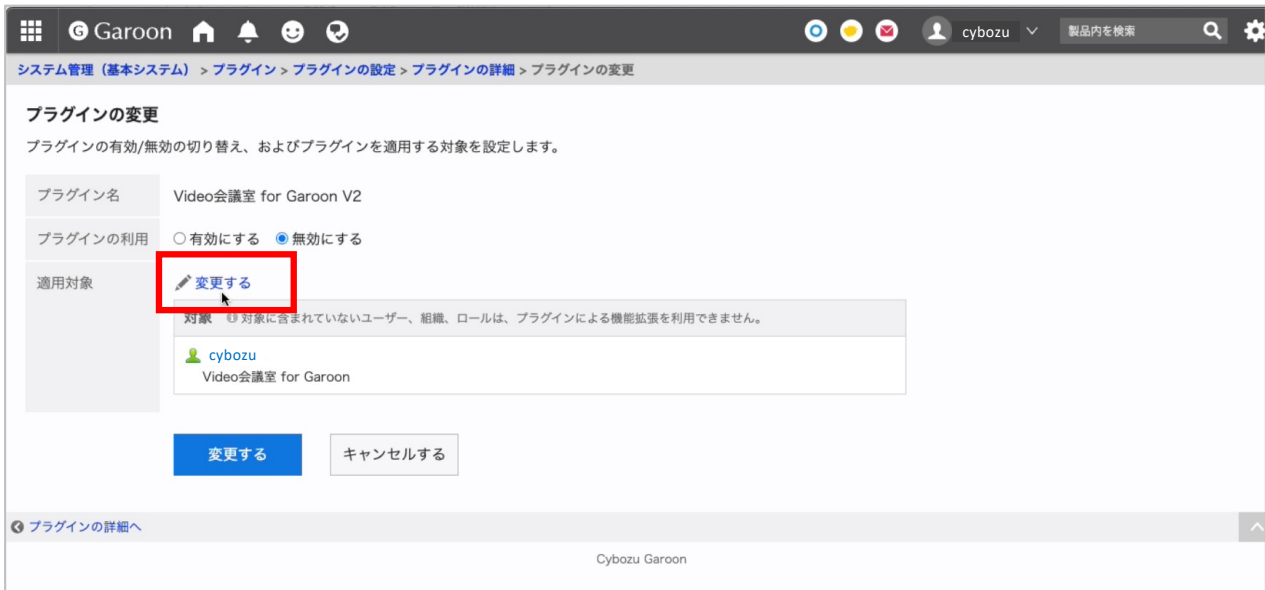 Garoon cybozu 製品内を検索
システム管理（基本システム） > プラグイン > プラグインの設定 > プラグインの詳細 > プラグインの変更
プラグインの変更
プラグインの有効/無効の切り替え、およびプラグインを適用する対象を設定します。
プラグイン名 Video会議室 for Garoon V2
プラグインの利用 有効にする 無効にする
適用対象 変更する
対象 対象に含まれていないユーザー、組織、ロールは、プラグインによる機能拡張を利用できません。
cybozu
Video会議室 for Garoon
変更する キャンセルする
プラグインの詳細へ
Cybozu Garoon